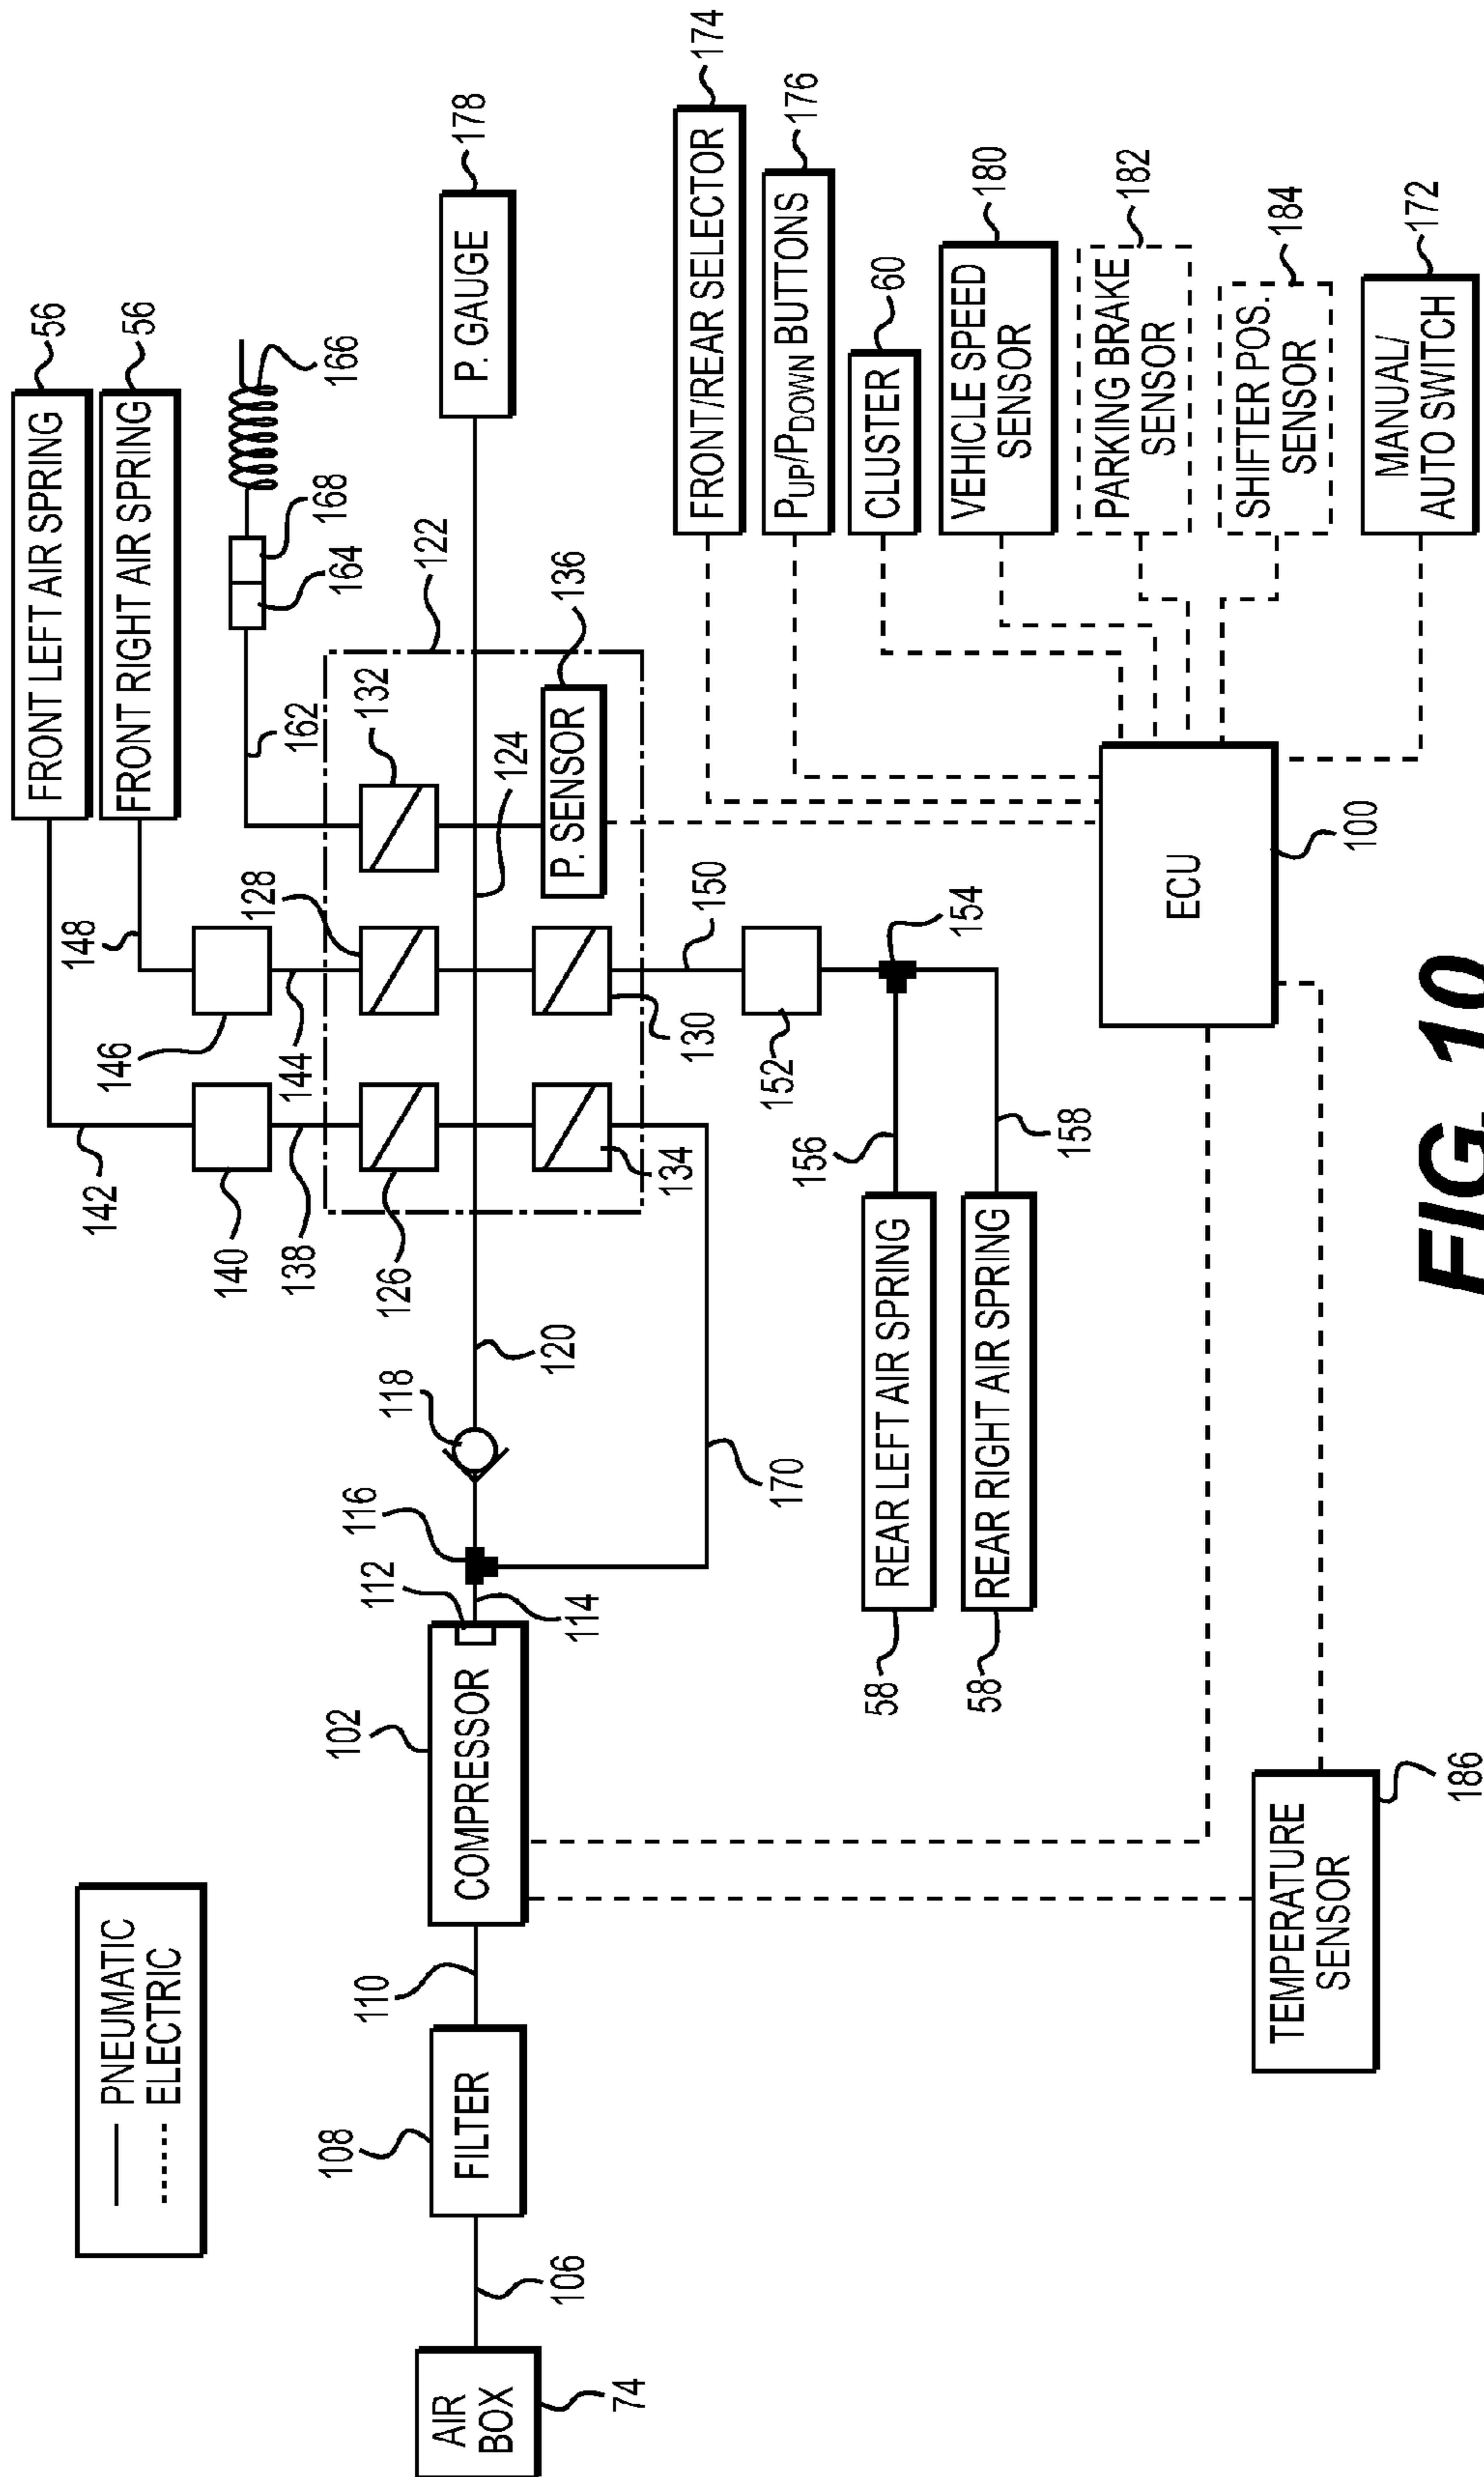 PNEUMATIC
ELECTRIC
AIR
BOX
74
106
FILTER
108
110
COMPRESSOR
102
112
114
116
118
120
170
FRONT LEFT AIR SPRING
56
FRONT RIGHT AIR SPRING
56
142
148
140
146
138
144
126
128
132
134
130
136
P. SENSOR
124
122
162
164
168
166
P. GAUGE
178
150
152
154
156
158
REAR LEFT AIR SPRING
58
REAR RIGHT AIR SPRING
58
FRONT/REAR SELECTOR
174
PUP/PDOWN BUTTONS
176
CLUSTER
60
VEHICLE SPEED
SENSOR
180
PARKING BRAKE
SENSOR
182
SHIFTER POS.
SENSOR
184
MANUAL/
AUTO SWITCH
172
ECU
100
TEMPERATURE
SENSOR
186
FIG. 10